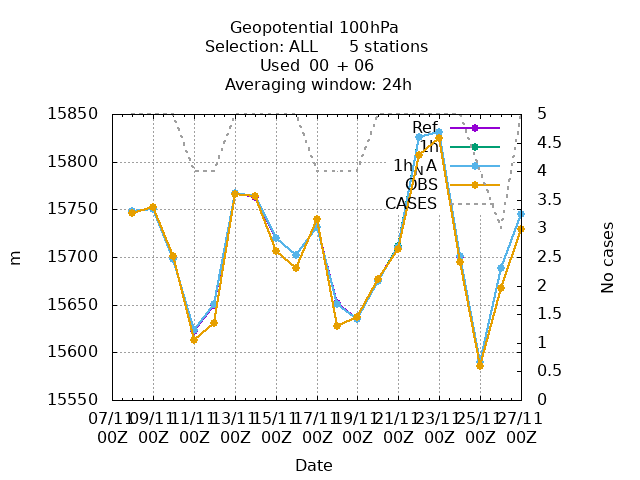 Geopotential 100hPa
Selection: ALL 5 stations
Used 00 + 06
Averaging window: 24h
15850
15800
15750
15700
15650
15600
15550
m
5
4.5
4
3.5
3
2.5
2
1.5
1
0.5
0
No cases
Ref
1h
1h_NA
OBS
CASES
07/11 09/11 11/11 13/11 15/11 17/11 19/11 21/11 23/11 25/11 27/11
00Z 00Z 00Z 00Z 00Z 00Z 00Z 00Z 00Z 00Z 00Z
Date